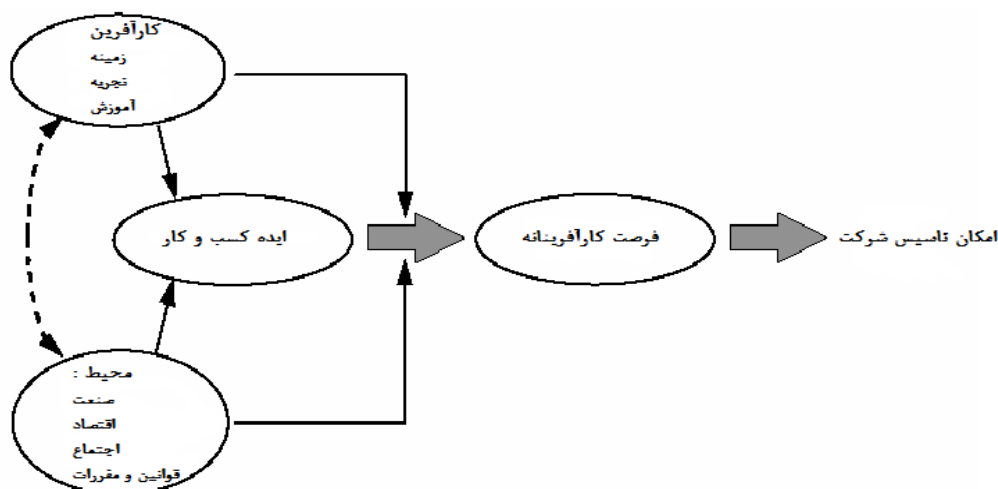 کارآفرین
زمینه
تجربه
آموزش
ایده کسب و کار
فرصت کارآفرینانه
امکان تاسیس شرکت
محیط :
صنعت
اقتصاد
اجتماع
قوانین و مقررات